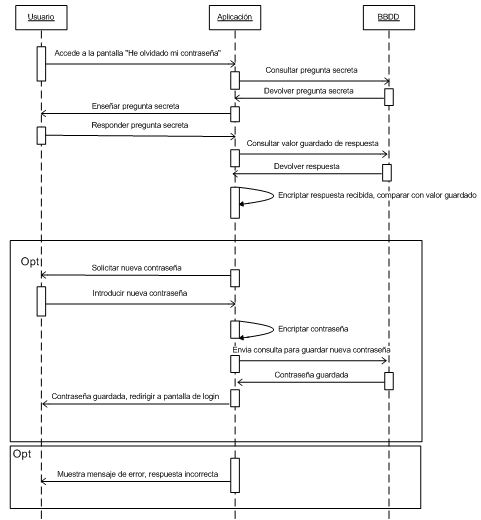 Usuario
Aplicación
BBDD
Accede a la pantalla "He olvidado mi contraseña"
Consultar pregunta secreta
Devolver pregunta secreta
Enseñar pregunta secreta
Responder pregunta secreta
Consultar valor guardado de respuesta
Devolver respuesta
Encriptar respuesta recibida, comparar con valor guardado
Opt
Solicitar nueva contraseña
Introducir nueva contraseña
Encriptar contraseña
Envia consulta para guardar nueva contraseña
Contraseña guardada
Contraseña guardada, redirigir a pantalla de login
Opt
Muestra mensaje de error, respuesta incorrecta